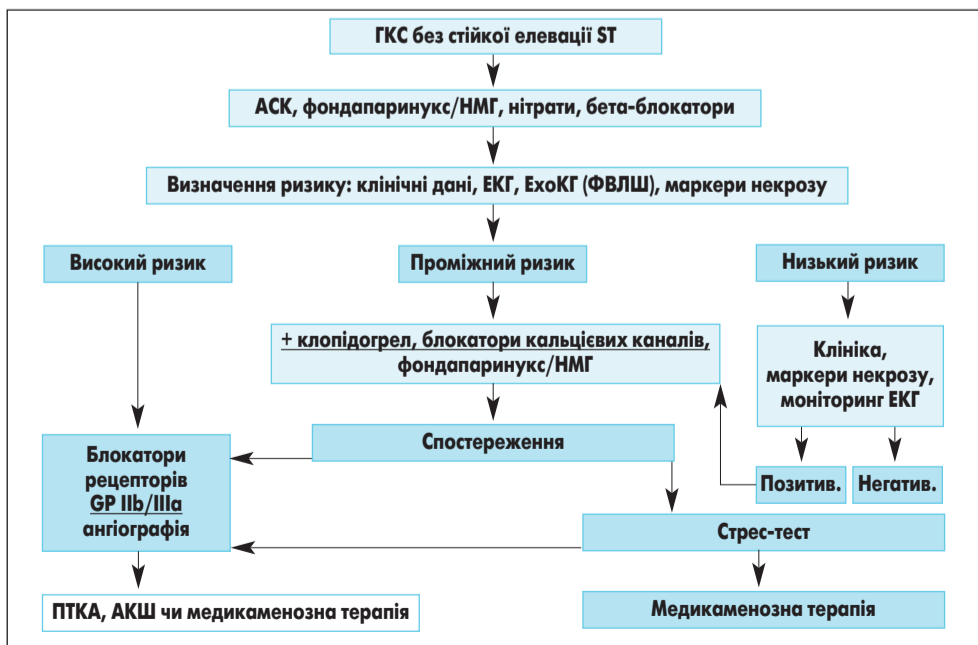 ГКС без стійкої елевації ST
АСК, фондапаринукс/НМГ, нітрати, бета-блокатори
Визначення ризику: клінічні дані, ЕКГ, ЕхоКГ (ФВЛШ), маркери некрозу
Високий ризик
Проміжний ризик
Низький ризик
+ клопідогрел, блокатори кальцієвих каналів,
фондапаринукс/НМГ
Клініка,
маркери некрозу,
моніторинг ЕКГ
Спостереження
Блокатори
рецепторів
GP IIb/IIIa
ангіографія
Позитив.
Негатив.
Стрес-тест
ПТКА, АКШ чи медикаментозна терапія
Медикаментозна терапія